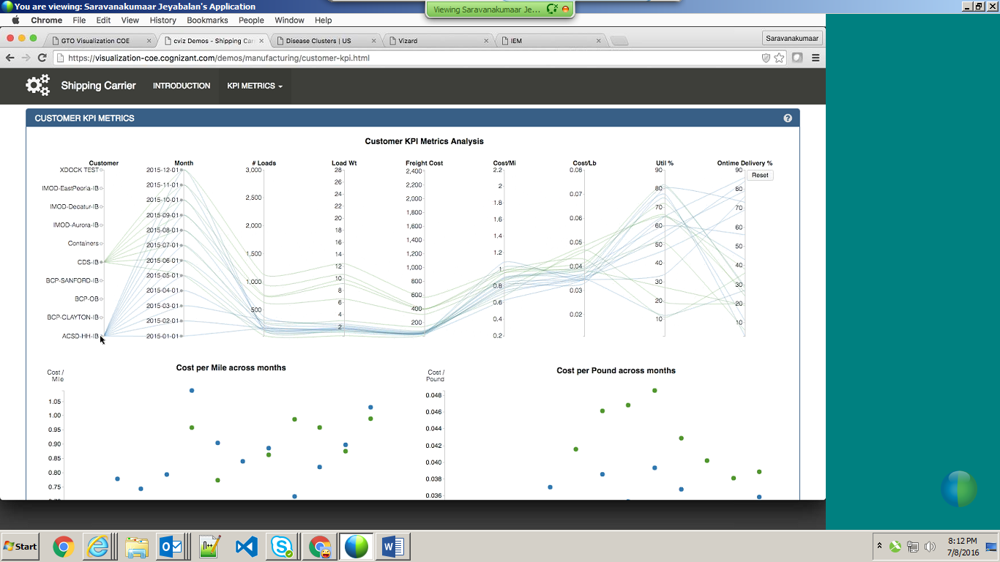 You are viewing: Saravanakumaar Jeyabalan's Application
Viewing Saravanakumaar Je...
Chrome File Edit View History Bookmarks People Window Help
GTO Visualization COE
cviz Demos - Shipping Car
Disease Clusters | US
Vizard
IEM
Saravanakumaar
https://visualization-coe.cognizant.com/demos/manufacturing/customer-kpi.html
Shipping Carrier
INTRODUCTION
KPI METRICS
CUSTOMER KPI METRICS
?
Customer KPI Metrics Analysis
Customer
XDOCK TEST
IMOD-EastPeoria-IB
IMOD-Decatur-IB
IMOD-Aurora-IB
Containers
CDS-IB
BCP-SANFORD-IB
BCP-OB
BCP-CLAYTON-IB
ACSD-HH-IB
Month
2015-12-01
2015-11-01
2015-10-01
2015-09-01
2015-08-01
2015-07-01
2015-06-01
2015-05-01
2015-04-01
2015-03-01
2015-02-01
2015-01-01
# Loads
3,000
2,500
2,000
1,500
1,000
500
Load Wt
28
26
24
22
20
18
16
14
12
10
8
6
4
2
Freight Cost
2,400
2,200
2,000
1,800
1,600
1,400
1,200
1,000
800
600
400
200
Cost/Mi
2.2
2
1.8
1.6
1.4
1.2
1
0.8
0.6
0.4
0.2
Cost/Lb
0.08
0.07
0.06
0.05
0.04
0.03
0.02
Util %
90
80
70
60
50
40
30
20
10
Ontime Delivery %
90
80
70
60
50
40
30
20
10
Reset
Cost per Mile across months
Cost /
Mile
1.05
1.00
0.95
0.90
0.85
0.80
0.75
Cost per Pound across months
Cost /
Pound
0.048
0.046
0.044
0.042
0.040
0.038
0.036
Start
8:12 PM
7/8/2016